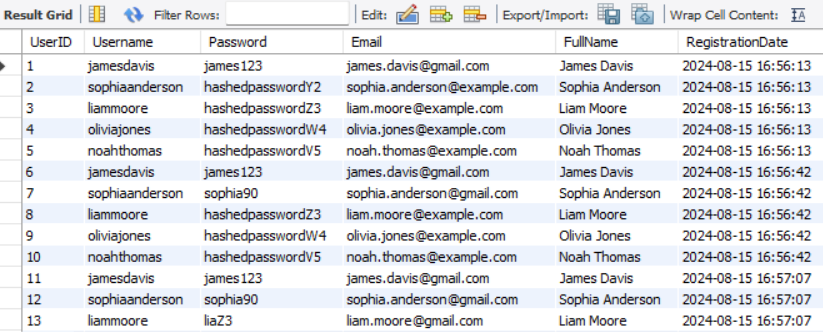 Result Grid Filter Rows: Edit: Export/Import: Wrap Cell Content: IA
UserID Username Password Email FullName RegistrationDate
1 jamesdavis james123 james.davis@gmail.com James Davis 2024-08-15 16:56:13
2 sophiaanderson hashedpasswordY2 sophia.anderson@example.com Sophia Anderson 2024-08-15 16:56:13
3 liammoore hashedpasswordZ3 liam.moore@example.com Liam Moore 2024-08-15 16:56:13
4 oliviajones hashedpasswordW4 olivia.jones@example.com Olivia Jones 2024-08-15 16:56:13
5 noahthomas hashedpasswordV5 noah.thomas@example.com Noah Thomas 2024-08-15 16:56:13
6 jamesdavis james123 james.davis@gmail.com James Davis 2024-08-15 16:56:42
7 sophiaanderson sophia90 sophia.anderson@gmail.com Sophia Anderson 2024-08-15 16:56:42
8 liammoore hashedpasswordZ3 liam.moore@example.com Liam Moore 2024-08-15 16:56:42
9 oliviajones hashedpasswordW4 olivia.jones@example.com Olivia Jones 2024-08-15 16:56:42
10 noahthomas hashedpasswordV5 noah.thomas@example.com Noah Thomas 2024-08-15 16:56:42
11 jamesdavis james123 james.davis@gmail.com James Davis 2024-08-15 16:57:07
12 sophiaanderson sophia90 sophia.anderson@gmail.com Sophia Anderson 2024-08-15 16:57:07
13 liammoore liaZ3 liam.moore@gmail.com Liam Moore 2024-08-15 16:57:07